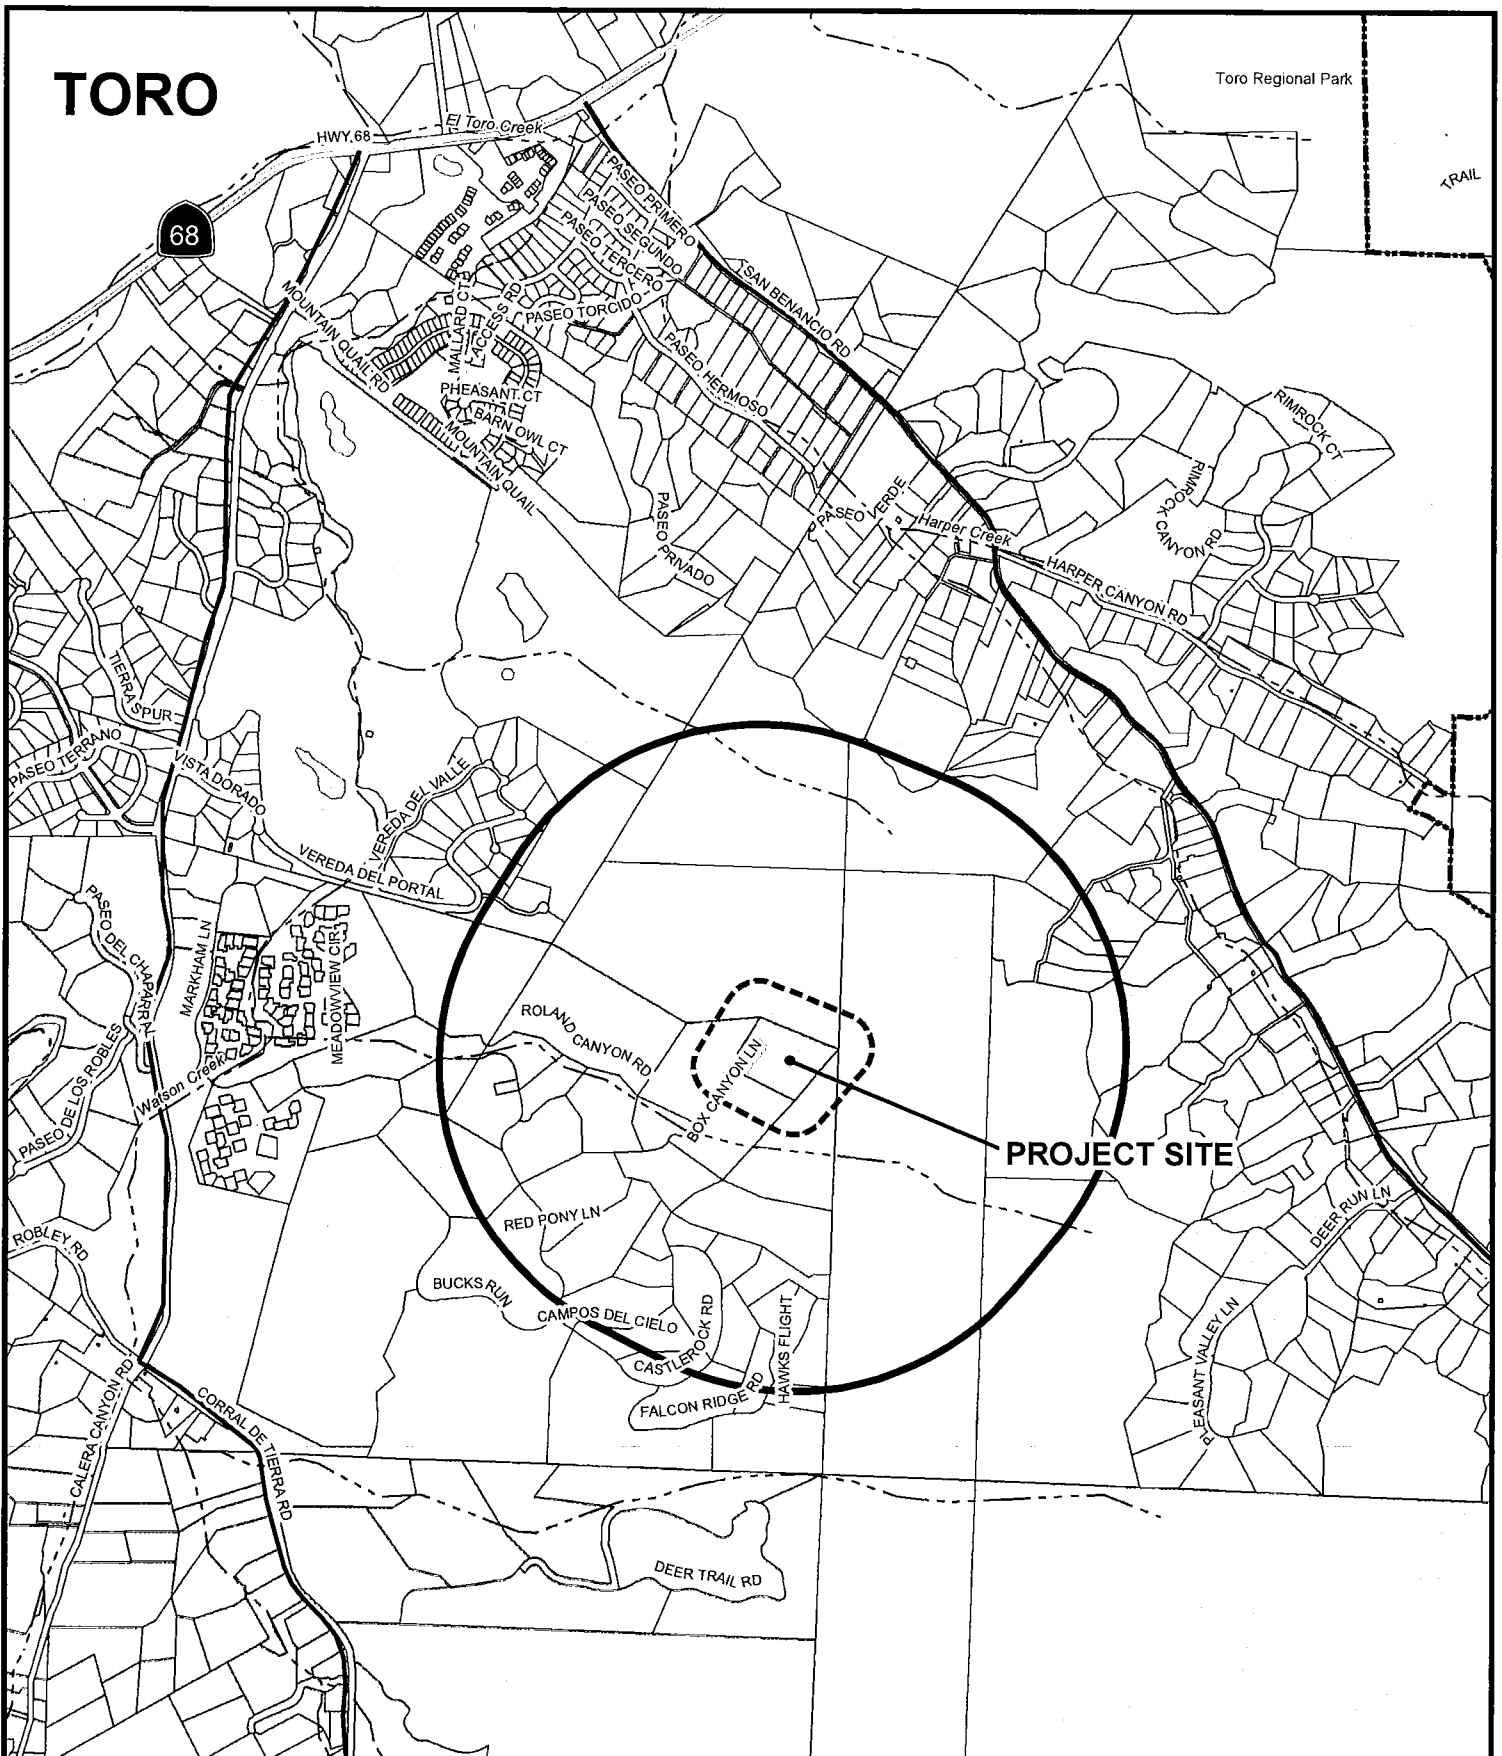 TORO
Toro Regional Park
TRAIL
El Toro Creek
HWY 68
68
PASEO PRIMERO
PASEO SEGUNDO
PASEO TERCERO
SAN BENANCIO RD
MOUNTAIN QUAIL RD
MALLARD CT
ACCESS RD
PASEO TORCIDO
PASEO HERMOSO
PHEASANT CT
BARN OWL CT
MOUNTAIN QUAIL
RIMROCK CT
RIMROCK CANYON RD
PASEO VERDE
PASEO PRIVADO
Harper Creek
HARPER CANYON RD
TIERRA SPUR
PASEO TERRANO
VISTA DORADO
VEREDA DEL VALLE
VEREDA DEL PORTAL
PASEO DEL CHAPARRAL
MARKHAM LN
MEADOWVIEW CIR
ROLAND CANYON RD
BOX CANYON LN
Watson Creek
PASEO DE LOS ROBLES
PROJECT SITE
DEER RUN LN
RED PONY LN
ROBLEY RD
BUCKS RUN
CAMPOS DEL CIELO
CASTLEROCK RD
HAWKS FLIGHT
FALCON RIDGE RD
PLEASANT VALLEY LN
CALERA CANYON RD
CORRAL DE TIERRA RD
DEER TRAIL RD